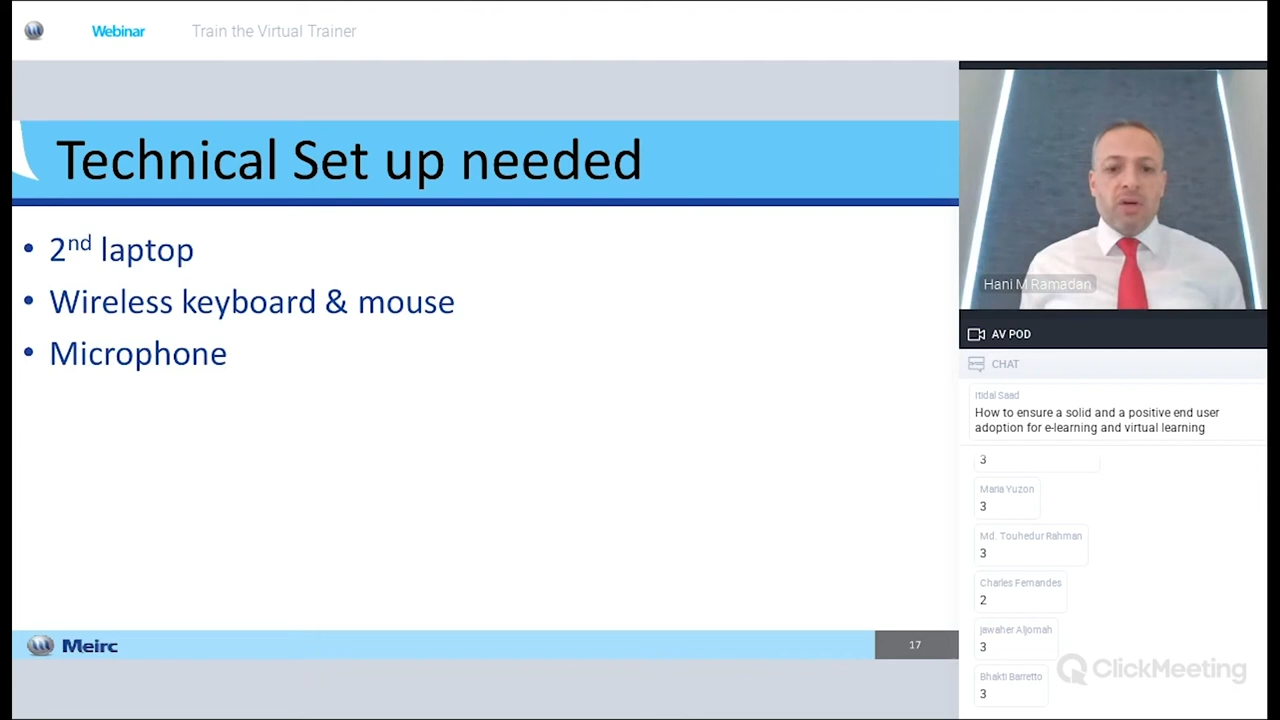 Webinar Train the Virtual Trainer
Technical Set up needed
• 2nd laptop
• Wireless keyboard & mouse
• Microphone
Meirc
17
Hani M Ramadan
AV POD
CHAT
Itidal Saad
How to ensure a solid and a positive end user
adoption for e-learning and virtual learning
3
Maria Yuzon
3
Md. Touhedur Rahman
3
Charles Fernandes
2
jawaher Aljomah
3
Bhakti Barretto
3
ClickMeeting